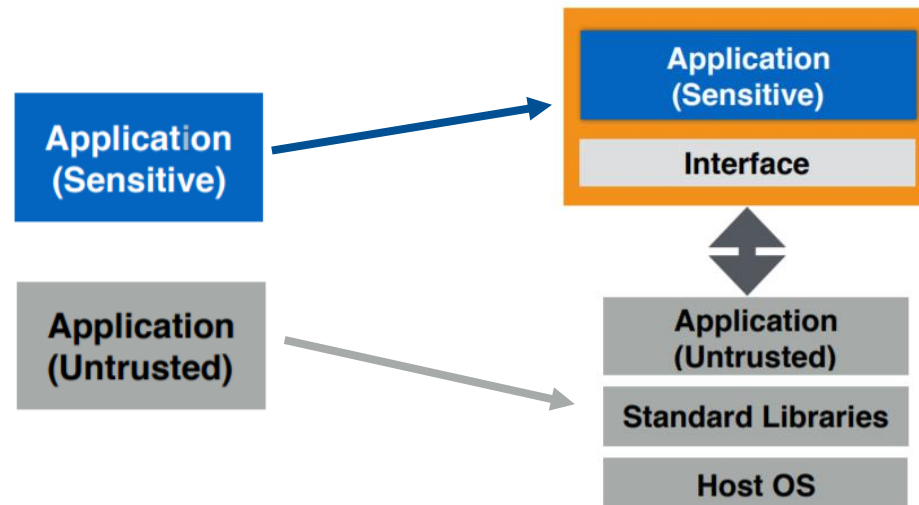 Application
(Sensitive)
Application
(Untrusted)
Application
(Sensitive)
Interface
Application
(Untrusted)
Standard Libraries
Host OS